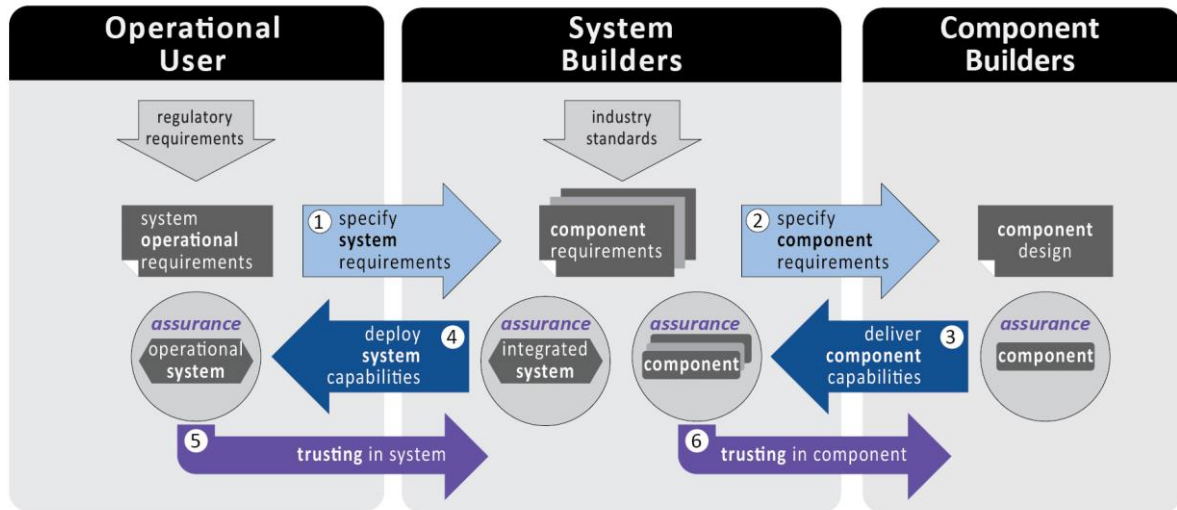 Operational
User
System
Builders
Component
Builders
regulatory
requirements
industry
standards
system
operational
requirements
1
specify
system
requirements
component
requirements
2
specify
component
requirements
component
design
assurance
operational
system
deploy
system
capabilities
4
assurance
integrated
system
assurance
component
deliver
component
capabilities
3
assurance
component
5
trusting in system
6
trusting in component